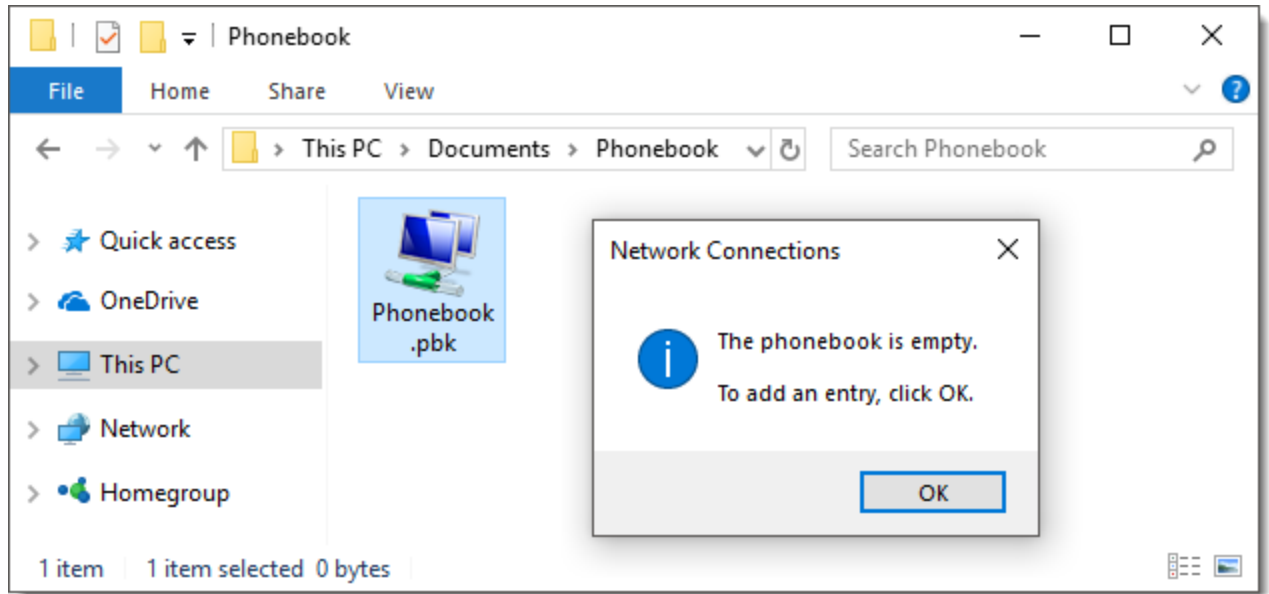 Phonebook
File Home Share View
This PC Documents Phonebook Search Phonebook
Quick access
OneDrive
This PC
Network
Homegroup
Phonebook
.pbk
Network Connections
The phonebook is empty.
To add an entry, click OK.
OK
1 item 1 item selected 0 bytes